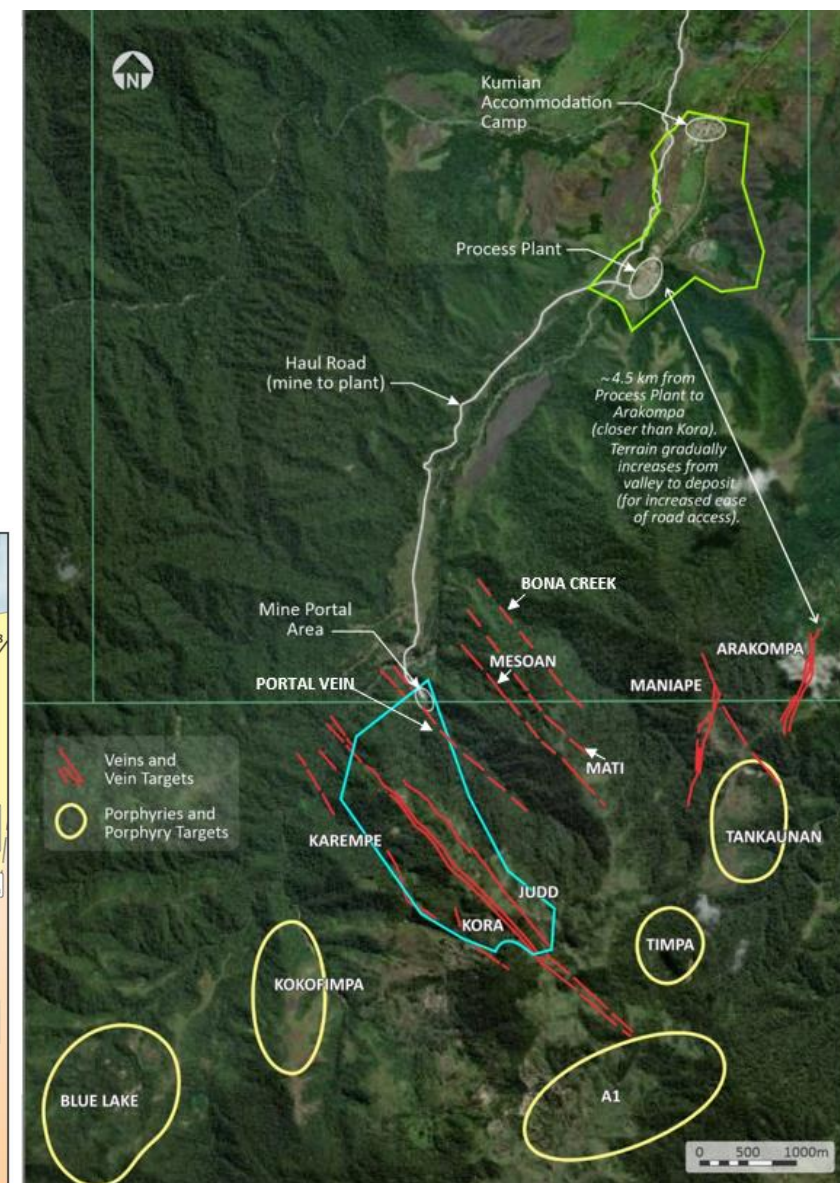 N
Kumian
Accommodation
Camp
Process Plant
Haul Road
(mine to plant)
~4.5 km from
Process Plant to
Arakompa
(closer than Kora).
Terrain gradually
increases from
valley to deposit
(for increased ease
of road access).
BONA CREEK
Mine Portal
Area
MESOAN
ARAKOMPA
PORTAL VEIN
MANIAPE
MATI
Veins and
Vein Targets
Porphyries and
Porphyry Targets
TANKAUNAN
KAREMPE
JUDD
KORA
TIMPA
KOKOFIMPA
BLUE LAKE
A1
0 500 1000m